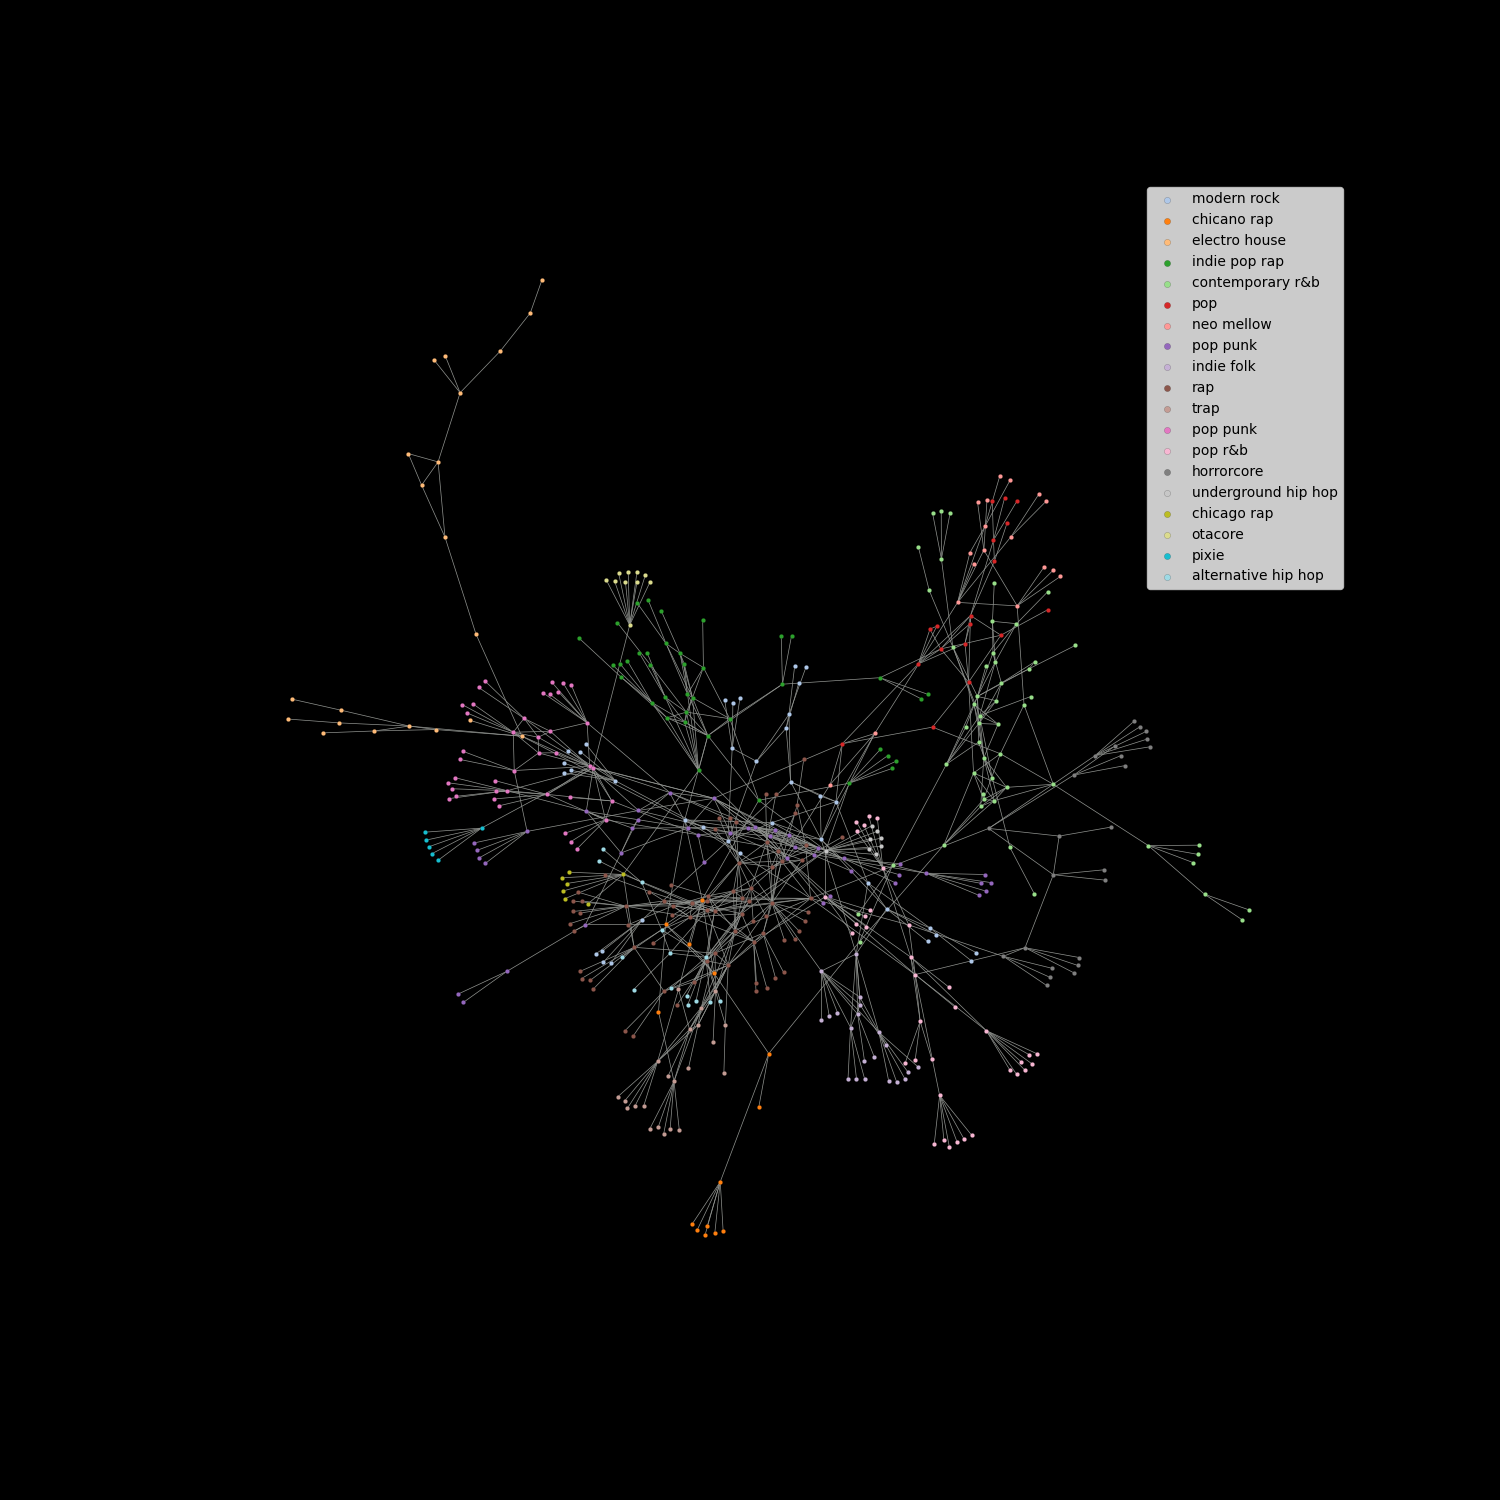 modern rock
chicano rap
electro house
indie pop rap
contemporary r&b
pop
neo mellow
pop punk
indie folk
rap
trap
pop punk
pop r&b
horrorcore
underground hip hop
chicago rap
otacore
pixie
alternative hip hop